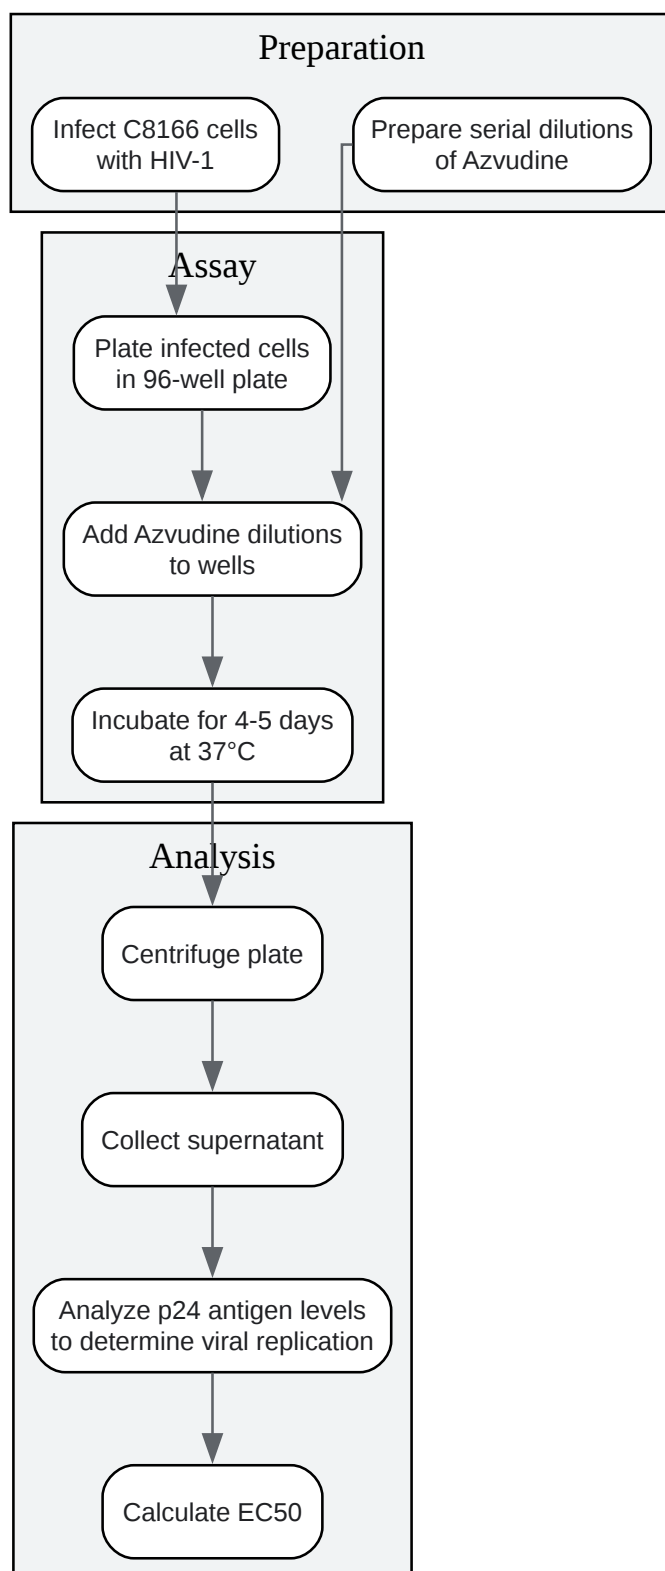 Preparation
Infect C8166 cells
with HIV-1
Prepare serial dilutions
of Azvudine
Assay
Plate infected cells
in 96-well plate
Add Azvudine dilutions
to wells
Incubate for 4-5 days
at 37°C
Analysis
Centrifuge plate
Collect supernatant
Analyze p24 antigen levels
to determine viral replication
Calculate EC50